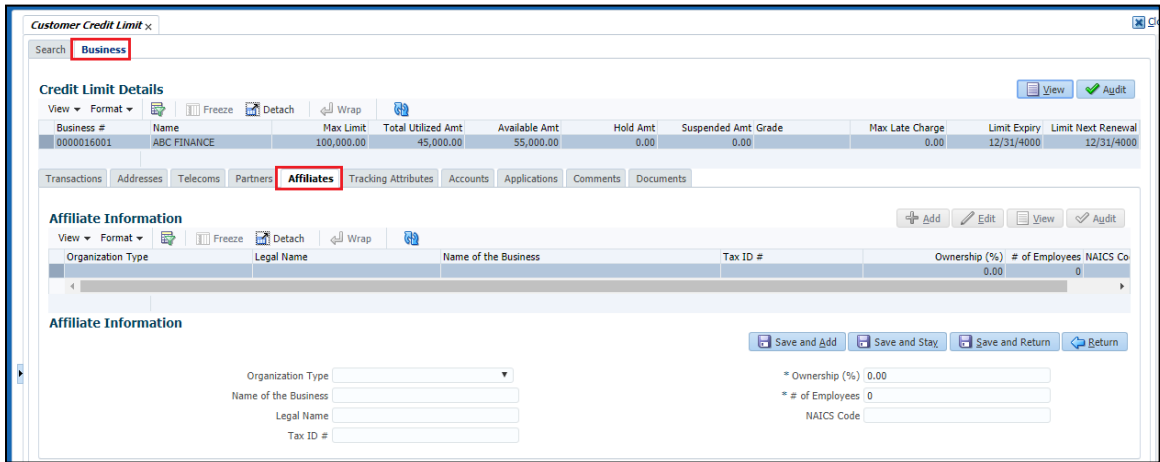 Customer Credit Limit x
Search Business
Credit Limit Details
View Audit
View Format Freeze Detach Wrap
Business # Name Max Limit Total Utilized Amt Available Amt Hold Amt Suspended Amt Grade Max Late Charge Limit Expiry Limit Next Renewal
0000016001 ABC FINANCE 100,000.00 45,000.00 55,000.00 0.00 0.00 0.00 12/31/4000 12/31/4000
Transactions Addresses Telecoms Partners Affiliates Tracking Attributes Accounts Applications Comments Documents
Affiliate Information
Add Edit View Audit
View Format Freeze Detach Wrap
Organization Type Legal Name Name of the Business Tax ID # Ownership (%) # of Employees NAICS Co
0.00 0
Affiliate Information
Save and Add Save and Stay Save and Return Return
Organization Type * Ownership (%) 0.00
Name of the Business * # of Employees 0
Legal Name NAICS Code
Tax ID #